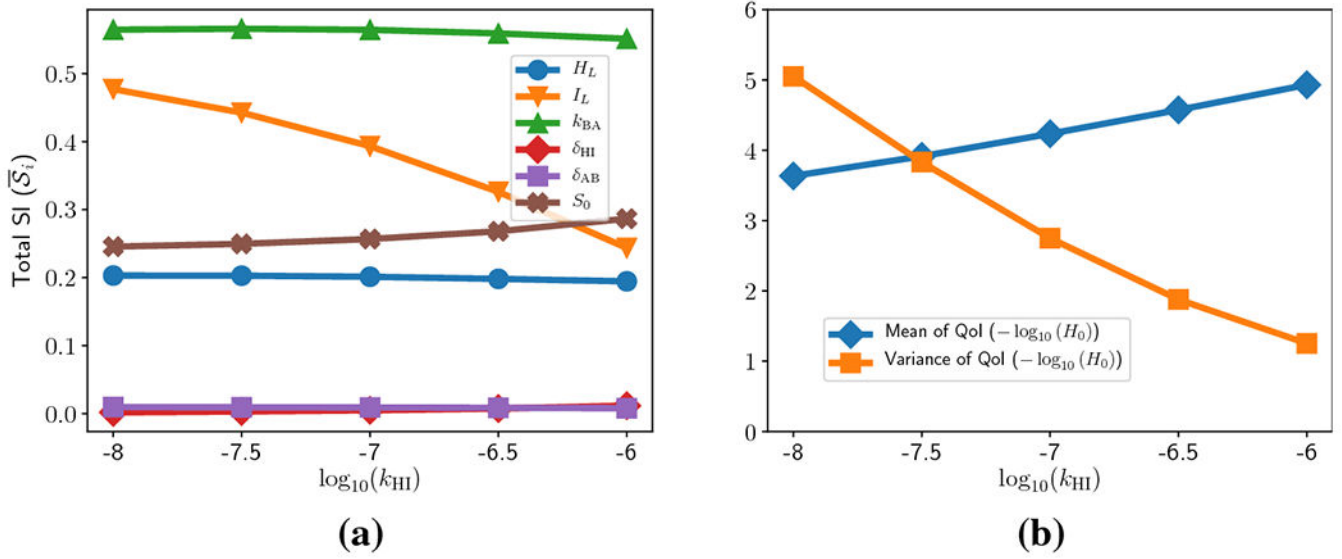 Total SI (S̅ᵢ)
0.5
0.4
0.3
0.2
0.1
0.0
H_L
I_L
k_BA
δ_HI
δ_AB
S_0
-8 -7.5 -7 -6.5 -6
log₁₀(k_HI)
(a)
6
5
4
3
2
1
0
Mean of QoI (− log₁₀ (H₀))
Variance of QoI (− log₁₀ (H₀))
-8 -7.5 -7 -6.5 -6
log₁₀(k_HI)
(b)